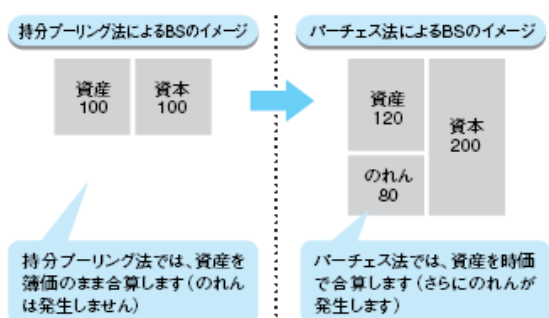 持分プーリング法によるBSのイメージ
資産
100
資本
100
持分プーリング法では、資産を
簿価のまま合算します(のれん
は発生しません)
パーチェス法によるBSのイメージ
資産
120
のれん
80
資本
200
パーチェス法では、資産を時価
で合算します(さらにのれんが
発生します)